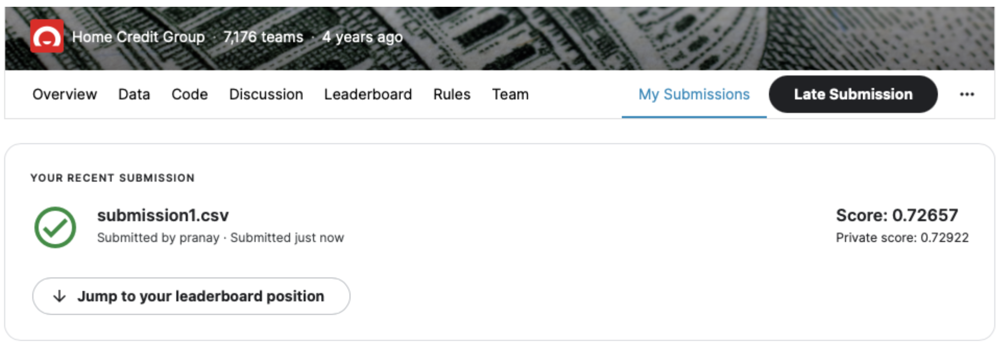 Home Credit Group · 7,176 teams · 4 years ago
Overview Data Code Discussion Leaderboard Rules Team My Submissions Late Submission ...
YOUR RECENT SUBMISSION
submission1.csv Score: 0.72657
Submitted by pranay · Submitted just now Private score: 0.72922
↓ Jump to your leaderboard position